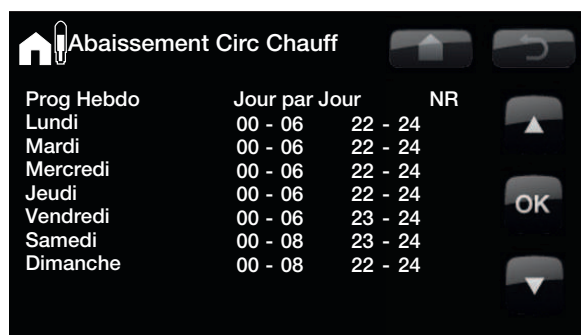 Abaissement Circ Chauff
Prog Hebdo Jour par Jour NR
Lundi 00 - 06 22 - 24
Mardi 00 - 06 22 - 24
Mercredi 00 - 06 22 - 24
Jeudi 00 - 06 22 - 24
Vendredi 00 - 06 23 - 24
Samedi 00 - 08 23 - 24
Dimanche 00 - 08 22 - 24
OK